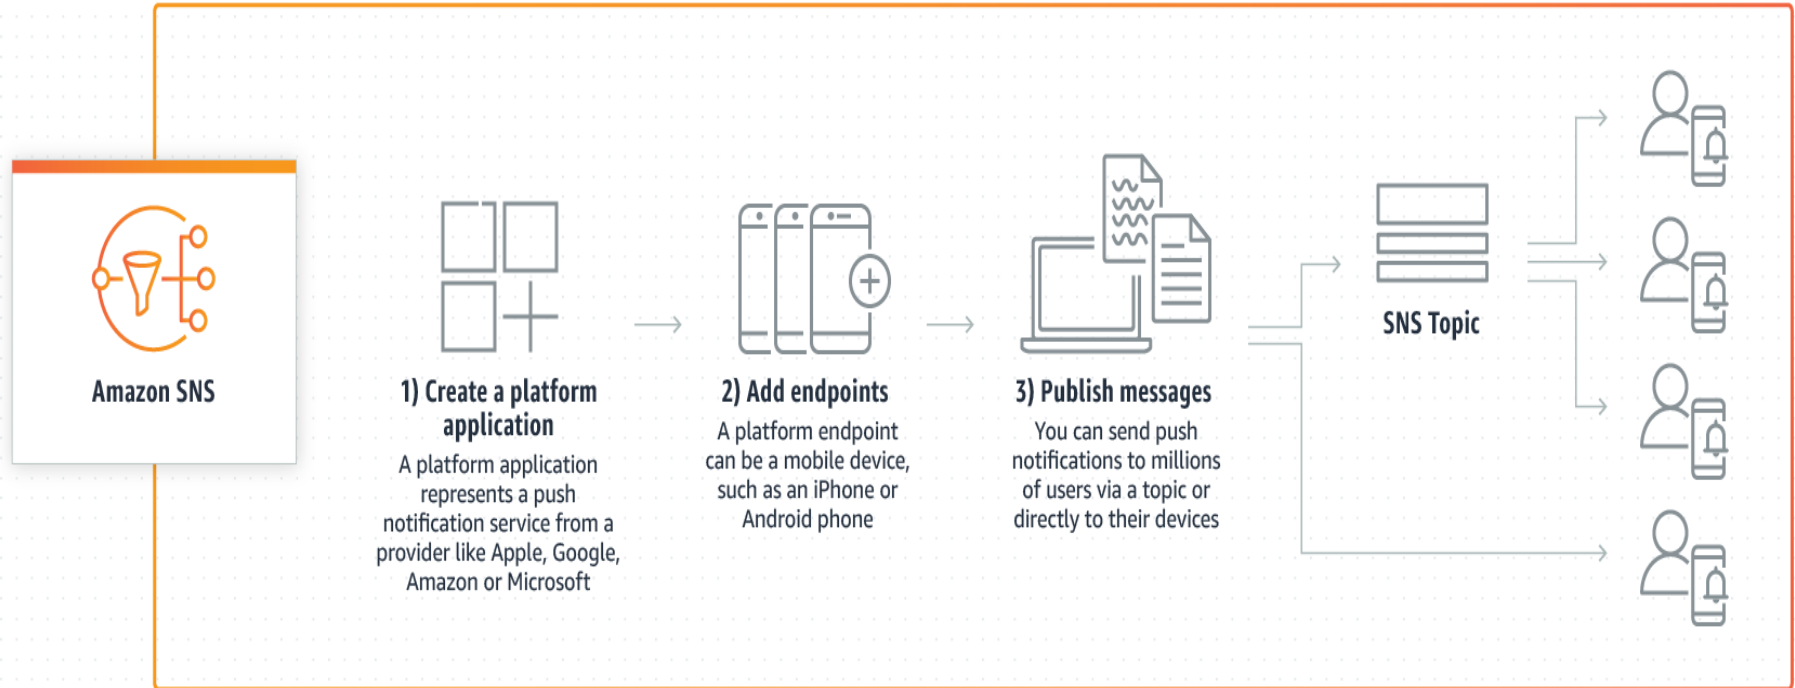 Amazon SNS
1) Create a platform
application
A platform application
represents a push
notification service from a
provider like Apple, Google,
Amazon or Microsoft
2) Add endpoints
A platform endpoint
can be a mobile device,
such as an iPhone or
Android phone
3) Publish messages
You can send push
notifications to millions
of users via a topic or
directly to their devices
SNS Topic